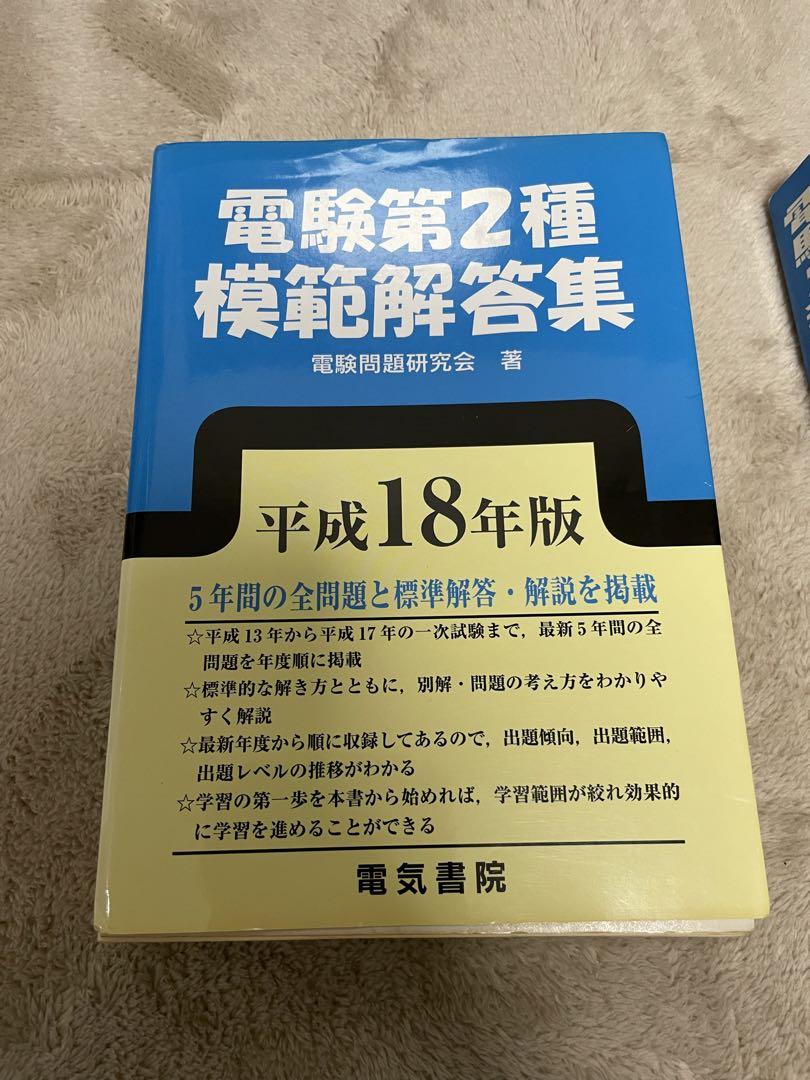 電験第2種
模範解答集
電験問題研究会 著
平成18年版
5年間の全問題と標準解答・解説を掲載
☆平成13年から平成17年の一次試験まで，最新5年間の全
問題を年度順に掲載
☆標準的な解き方とともに，別解・問題の考え方をわかりや
すく解説
☆最新年度から順に収録してあるので，出題傾向，出題範囲，
出題レベルの推移がわかる
☆学習の第一歩を本書から始めれば，学習範囲が絞れ効果的
に学習を進めることができる
電気書院